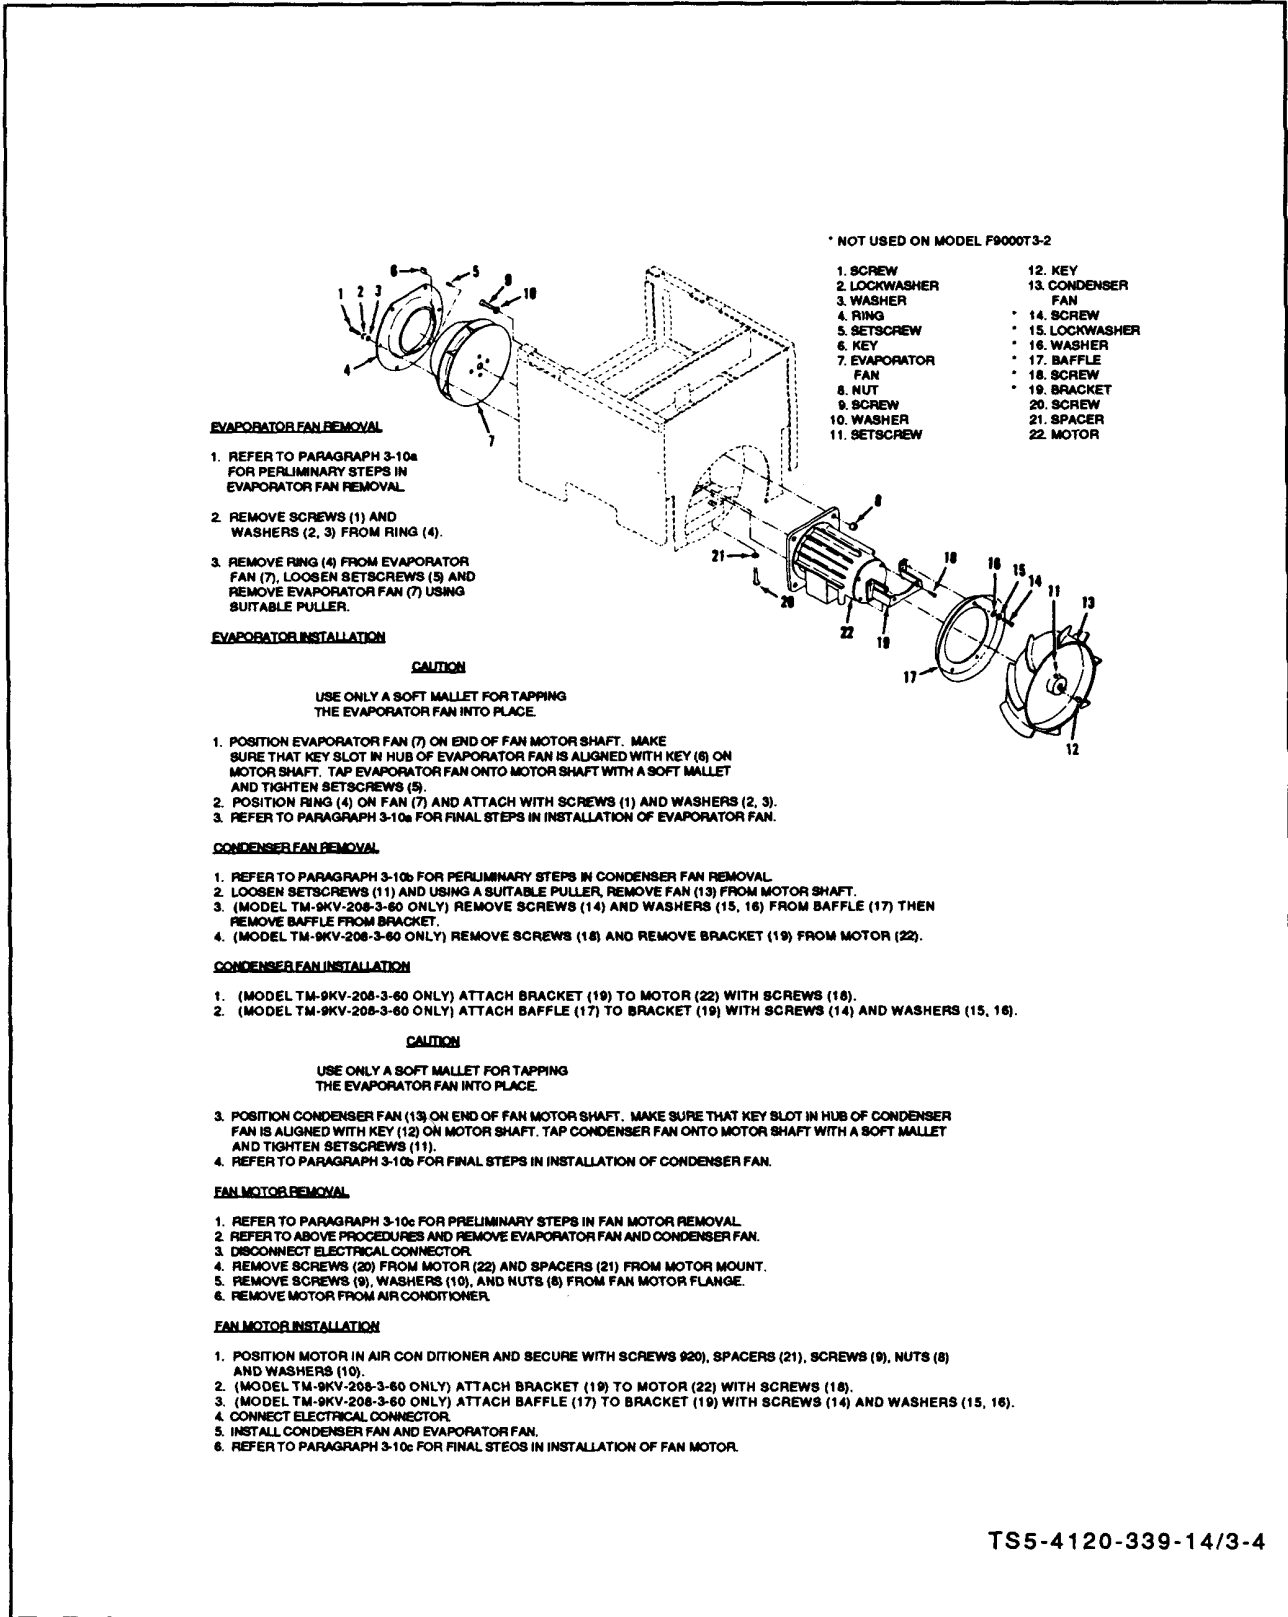 * NOT USED ON MODEL F9000T3-2
1. SCREW
2. LOCKWASHER
3. WASHER
4. RING
5. SETSCREW
6. KEY
7. EVAPORATOR
FAN
8. NUT
9. SCREW
10. WASHER
11. SETSCREW
12. KEY
13. CONDENSER
FAN
* 14. SCREW
* 15. LOCKWASHER
* 16. WASHER
* 17. BAFFLE
* 18. SCREW
* 19. BRACKET
20. SCREW
21. SPACER
22. MOTOR
6
5
9
10
1 2 3
4
7
8
21
20
22
19
18
16
15
14
11
13
17
12
EVAPORATOR FAN REMOVAL
1. REFER TO PARAGRAPH 3-10a
FOR PERLIMINARY STEPS IN
EVAPORATOR FAN REMOVAL.
2. REMOVE SCREWS (1) AND
WASHERS (2, 3) FROM RING (4).
3. REMOVE RING (4) FROM EVAPORATOR
FAN (7), LOOSEN SETSCREWS (5) AND
REMOVE EVAPORATOR FAN (7) USING
SUITABLE PULLER.
EVAPORATOR INSTALLATION
CAUTION
USE ONLY A SOFT MALLET FOR TAPPING
THE EVAPORATOR FAN INTO PLACE.
1. POSITION EVAPORATOR FAN (7) ON END OF FAN MOTOR SHAFT. MAKE
SURE THAT KEY SLOT IN HUB OF EVAPORATOR FAN IS ALIGNED WITH KEY (6) ON
MOTOR SHAFT. TAP EVAPORATOR FAN ONTO MOTOR SHAFT WITH A SOFT MALLET
AND TIGHTEN SETSCREWS (5).
2. POSITION RING (4) ON FAN (7) AND ATTACH WITH SCREWS (1) AND WASHERS (2, 3).
3. REFER TO PARAGRAPH 3-10a FOR FINAL STEPS IN INSTALLATION OF EVAPORATOR FAN.
CONDENSER FAN REMOVAL
1. REFER TO PARAGRAPH 3-10b FOR PERLIMINARY STEPS IN CONDENSER FAN REMOVAL.
2. LOOSEN SETSCREWS (11) AND USING A SUITABLE PULLER, REMOVE FAN (13) FROM MOTOR SHAFT.
3. (MODEL TM-9KV-208-3-60 ONLY) REMOVE SCREWS (14) AND WASHERS (15, 16) FROM BAFFLE (17) THEN
REMOVE BAFFLE FROM BRACKET.
4. (MODEL TM-9KV-208-3-60 ONLY) REMOVE SCREWS (18) AND REMOVE BRACKET (19) FROM MOTOR (22).
CONDENSER FAN INSTALLATION
1. (MODEL TM-9KV-208-3-60 ONLY) ATTACH BRACKET (19) TO MOTOR (22) WITH SCREWS (18).
2. (MODEL TM-9KV-208-3-60 ONLY) ATTACH BAFFLE (17) TO BRACKET (19) WITH SCREWS (14) AND WASHERS (15, 16).
CAUTION
USE ONLY A SOFT MALLET FOR TAPPING
THE EVAPORATOR FAN INTO PLACE.
3. POSITION CONDENSER FAN (13) ON END OF FAN MOTOR SHAFT. MAKE SURE THAT KEY SLOT IN HUB OF CONDENSER
FAN IS ALIGNED WITH KEY (12) ON MOTOR SHAFT. TAP CONDENSER FAN ONTO MOTOR SHAFT WITH A SOFT MALLET
AND TIGHTEN SETSCREWS (11).
4. REFER TO PARAGRAPH 3-10b FOR FINAL STEPS IN INSTALLATION OF CONDENSER FAN.
FAN MOTOR REMOVAL
1. REFER TO PARAGRAPH 3-10c FOR PRELIMINARY STEPS IN FAN MOTOR REMOVAL.
2. REFER TO ABOVE PROCEDURES AND REMOVE EVAPORATOR FAN AND CONDENSER FAN.
3. DISCONNECT ELECTRICAL CONNECTOR.
4. REMOVE SCREWS (20) FROM MOTOR (22) AND SPACERS (21) FROM MOTOR MOUNT.
5. REMOVE SCREWS (9), WASHERS (10), AND NUTS (8) FROM FAN MOTOR FLANGE.
6. REMOVE MOTOR FROM AIR CONDITIONER.
FAN MOTOR INSTALLATION
1. POSITION MOTOR IN AIR CON DITIONER AND SECURE WITH SCREWS 920), SPACERS (21), SCREWS (9), NUTS (8)
AND WASHERS (10).
2. (MODEL TM-9KV-208-3-60 ONLY) ATTACH BRACKET (19) TO MOTOR (22) WITH SCREWS (18).
3. (MODEL TM-9KV-208-3-60 ONLY) ATTACH BAFFLE (17) TO BRACKET (19) WITH SCREWS (14) AND WASHERS (15, 16).
4. CONNECT ELECTRICAL CONNECTOR.
5. INSTALL CONDENSER FAN AND EVAPORATOR FAN.
6. REFER TO PARAGRAPH 3-10c FOR FINAL STEOS IN INSTALLATION OF FAN MOTOR.
TS5-4120-339-14/3-4